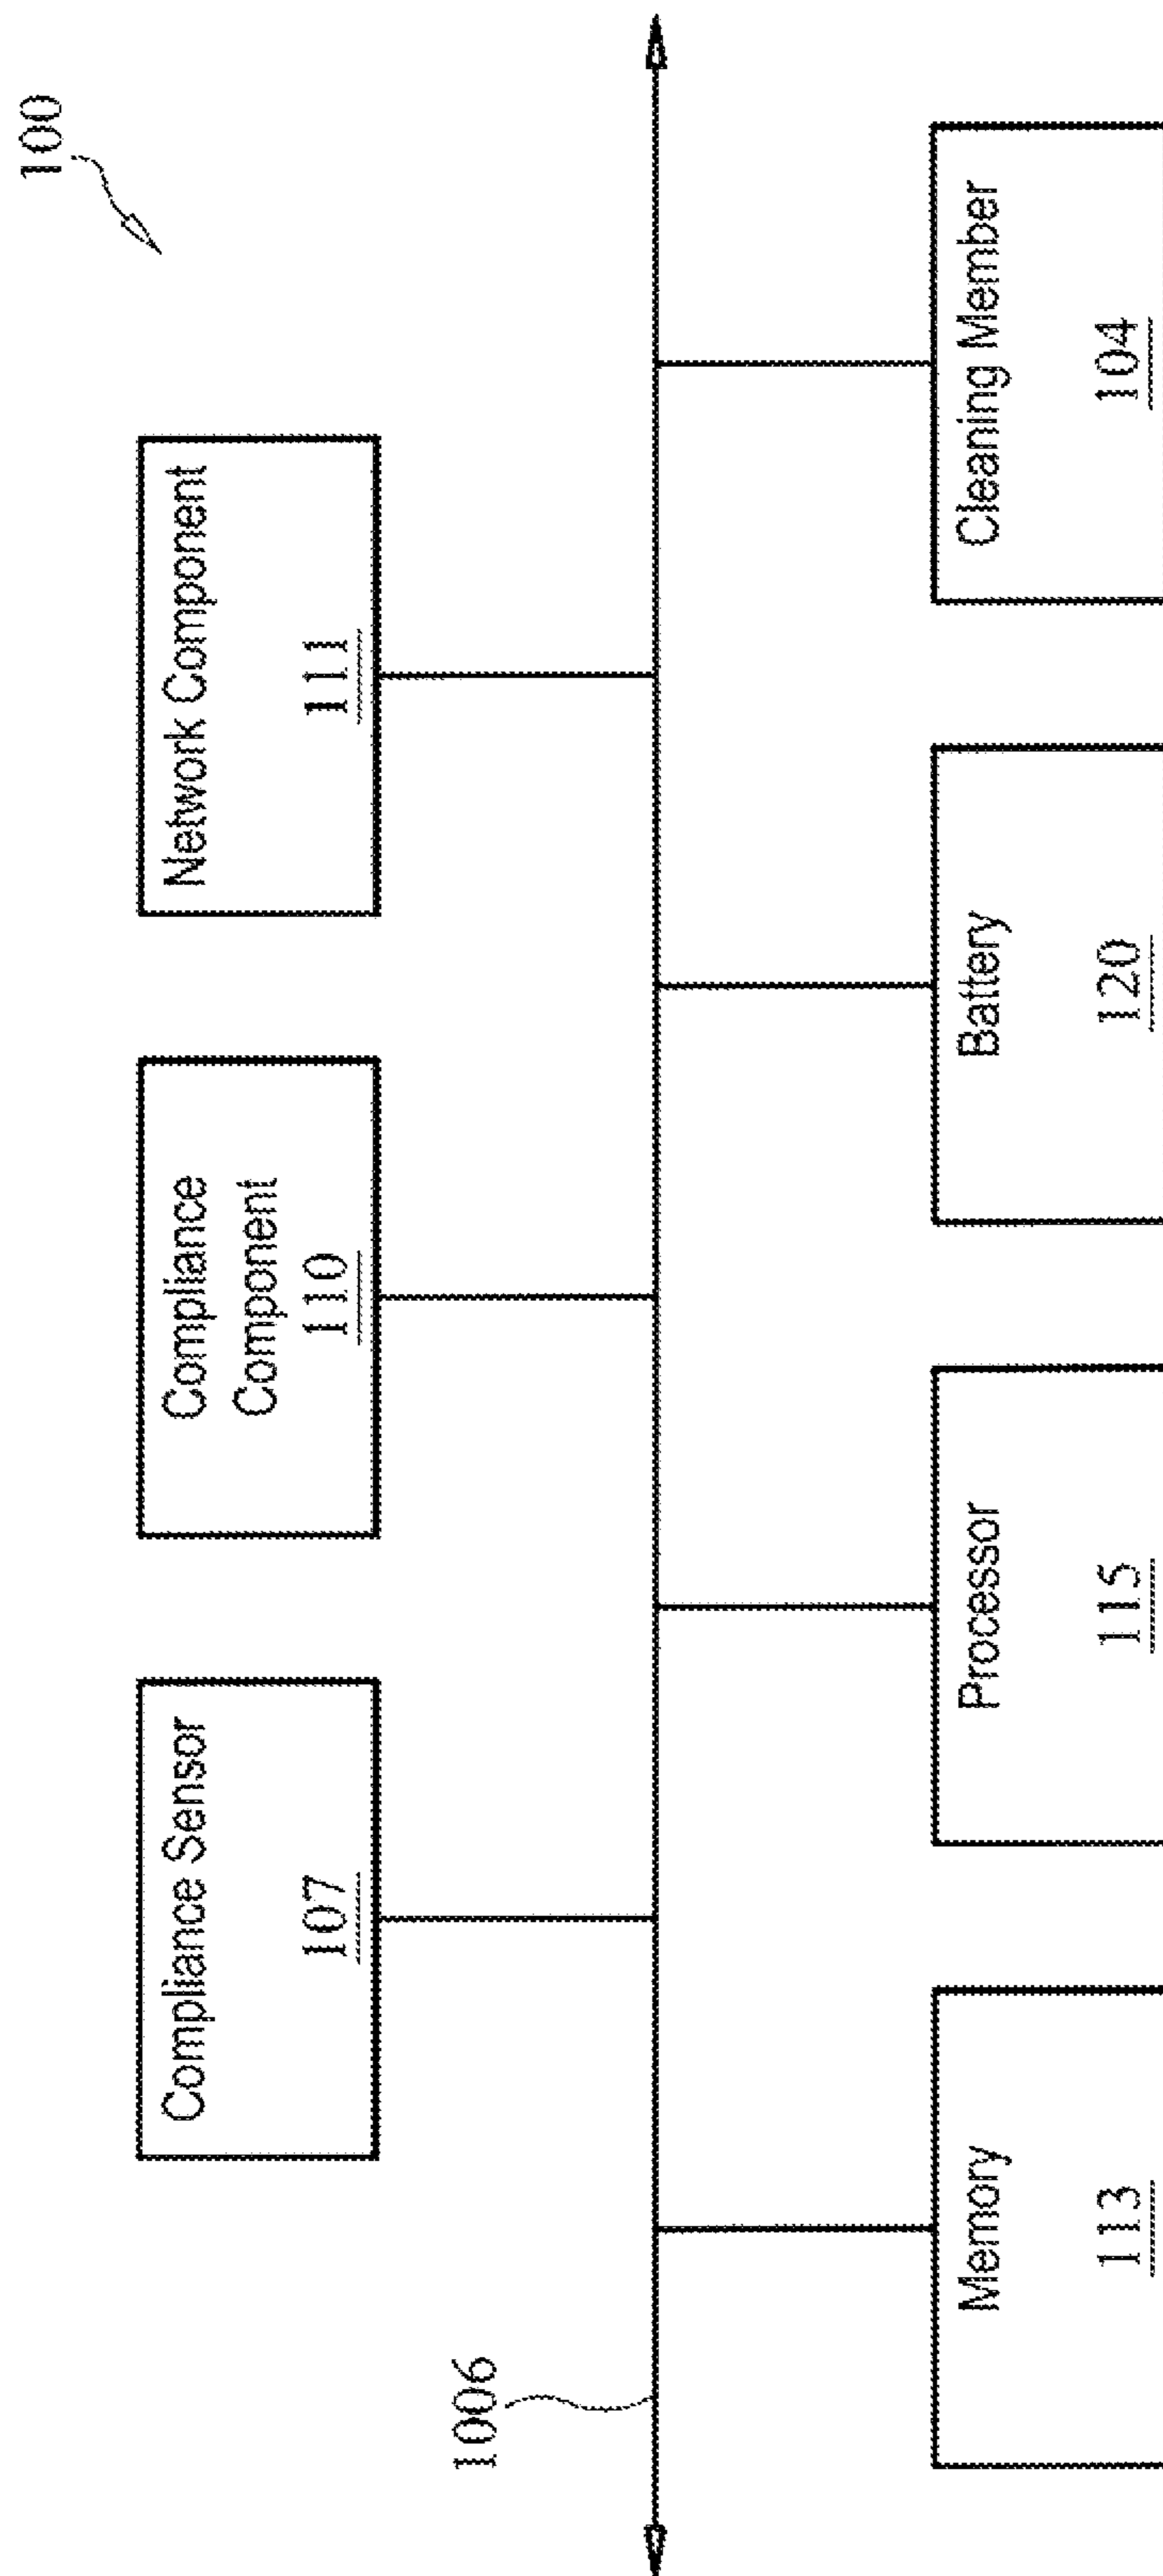 100
Compliance Sensor
107
Compliance
Component
110
Network Component
111
1006
Memory
113
Processor
115
Battery
120
Cleaning Member
104